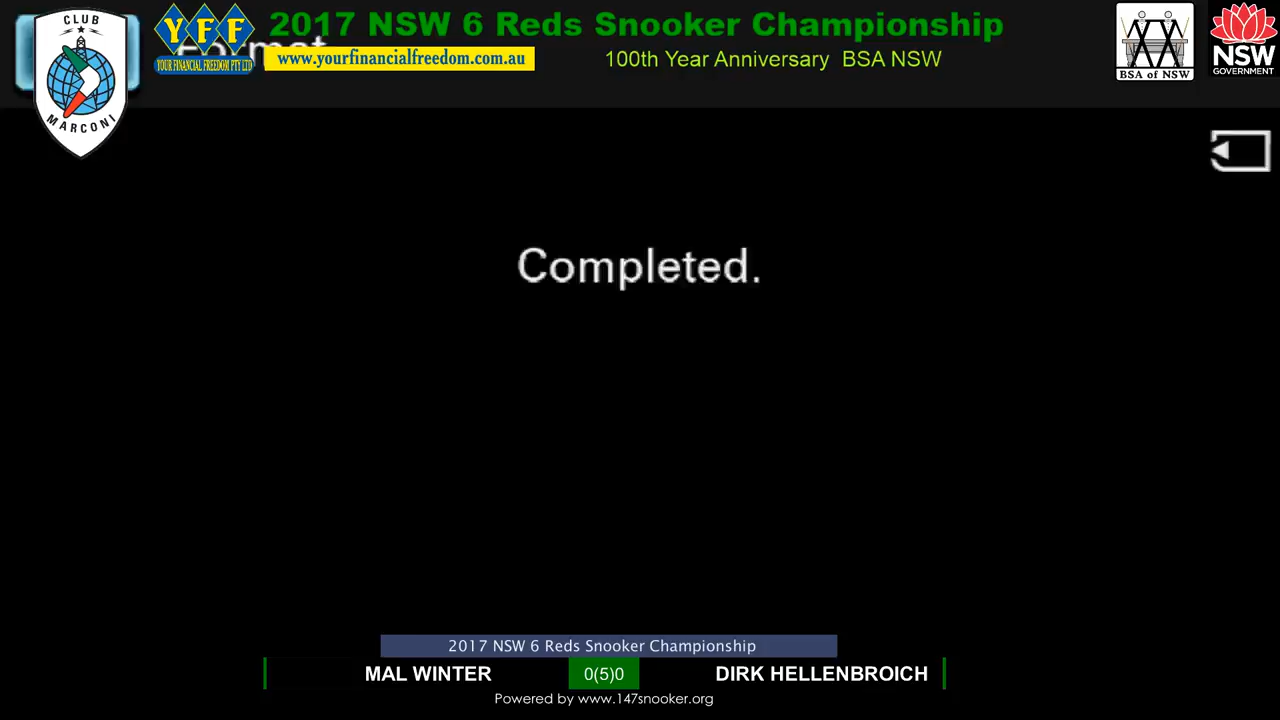 CLUB
MARCONI
YFF
YOUR FINANCIAL FREEDOM PTY LTD
Format
2017 NSW 6 Reds Snooker Championship
www.yourfinancialfreedom.com.au
100th Year Anniversary BSA NSW
BSA of NSW
NSW
GOVERNMENT
Completed.
2017 NSW 6 Reds Snooker Championship
MAL WINTER 0(5)0 DIRK HELLENBROICH
Powered by www.147snooker.org